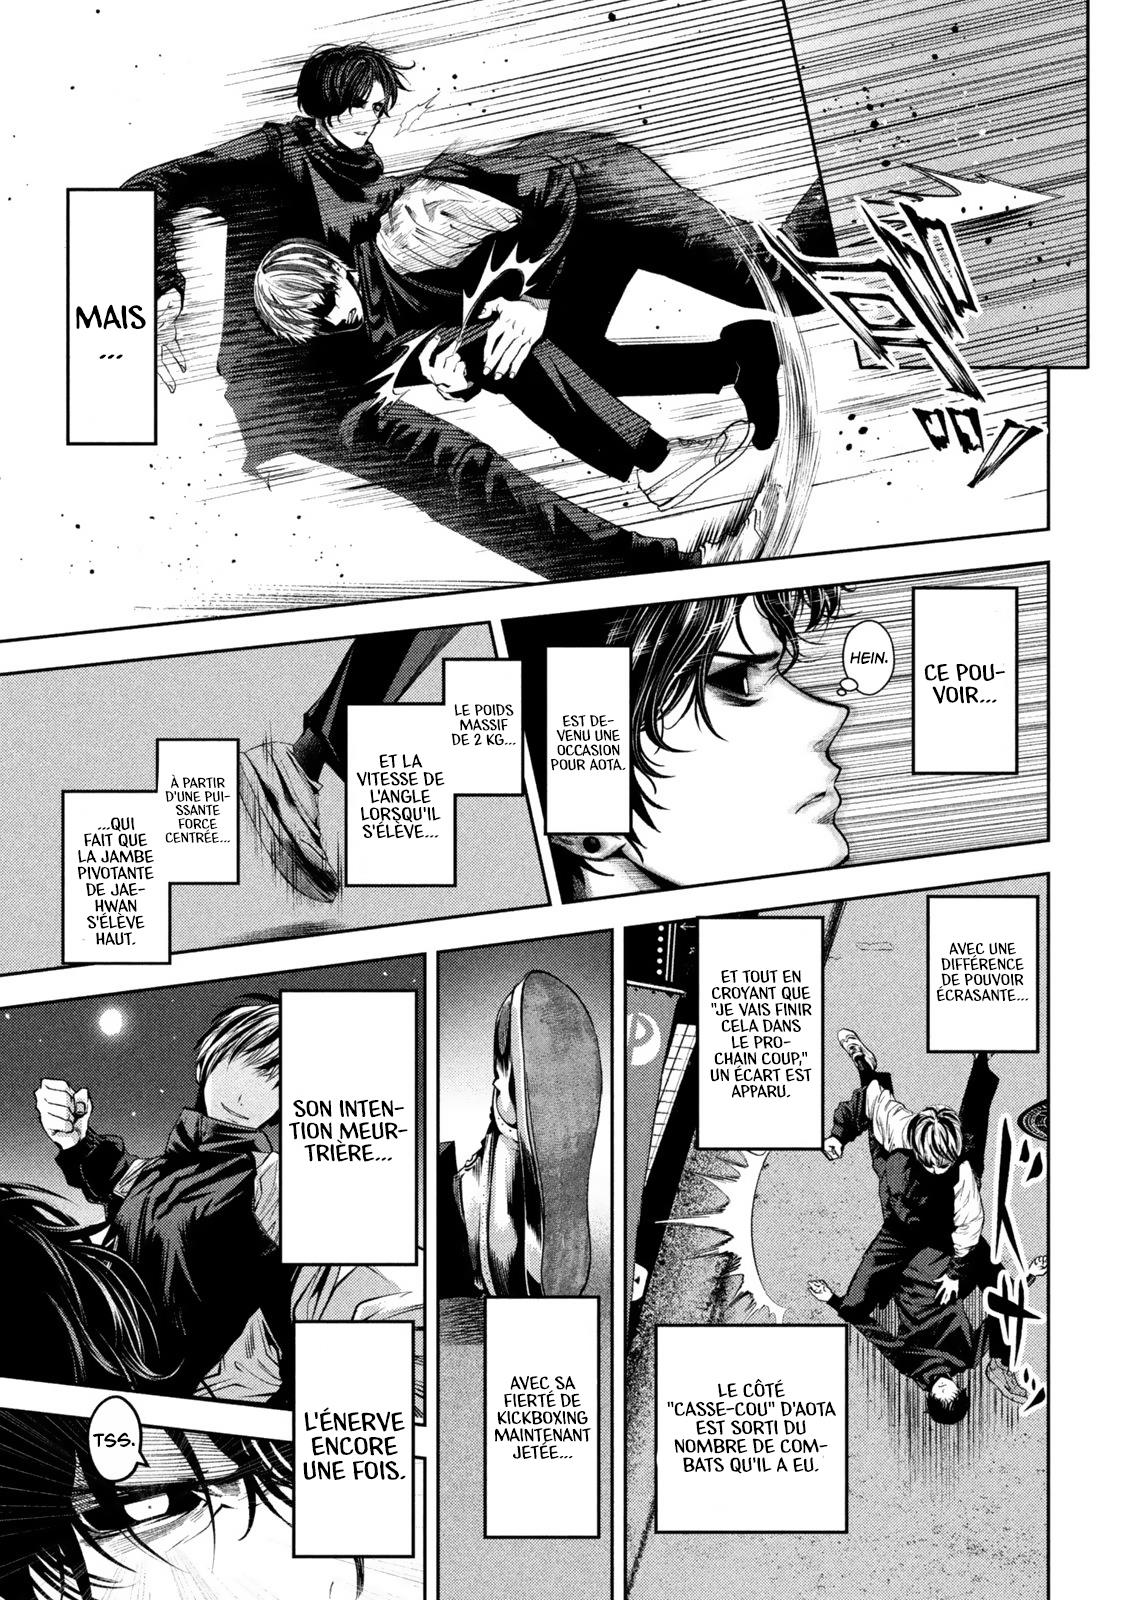 MAIS
...
CE POU-
VOIR...
HEIN.
EST DE-
VENU UNE
OCCASION
POUR AOTA.
LE POIDS
MASSIF
DE 2 KG...
ET LA
VITESSE DE
L'ANGLE
LORSQU'IL
S'ÉLÈVE...
À PARTIR
D'UNE PUI-
SSANTE
FORCE
CENTRÉE...
...QUI
FAIT QUE
LA JAMBE
PIVOTANTE
DE JAE-
HWAN
S'ÉLÈVE
HAUT.
AVEC UNE
DIFFÉRENCE
DE POUVOIR
ÉCRASANTE...
ET TOUT EN
CROYANT QUE
"JE VAIS FINIR
CELA DANS
LE PRO-
CHAIN COUP,"
UN ÉCART EST
APPARU.
LE CÔTÉ
"CASSE-COU" D'AOTA
EST SORTI DU
NOMBRE DE COM-
BATS QU'IL A EU.
AVEC SA
FIERTÉ DE
KICKBOXING
MAINTENANT
JETÉE...
SON INTEN-
TION MEUR-
TRIÈRE...
L'ÉNERVE
ENCORE
UNE FOIS.
TSS.